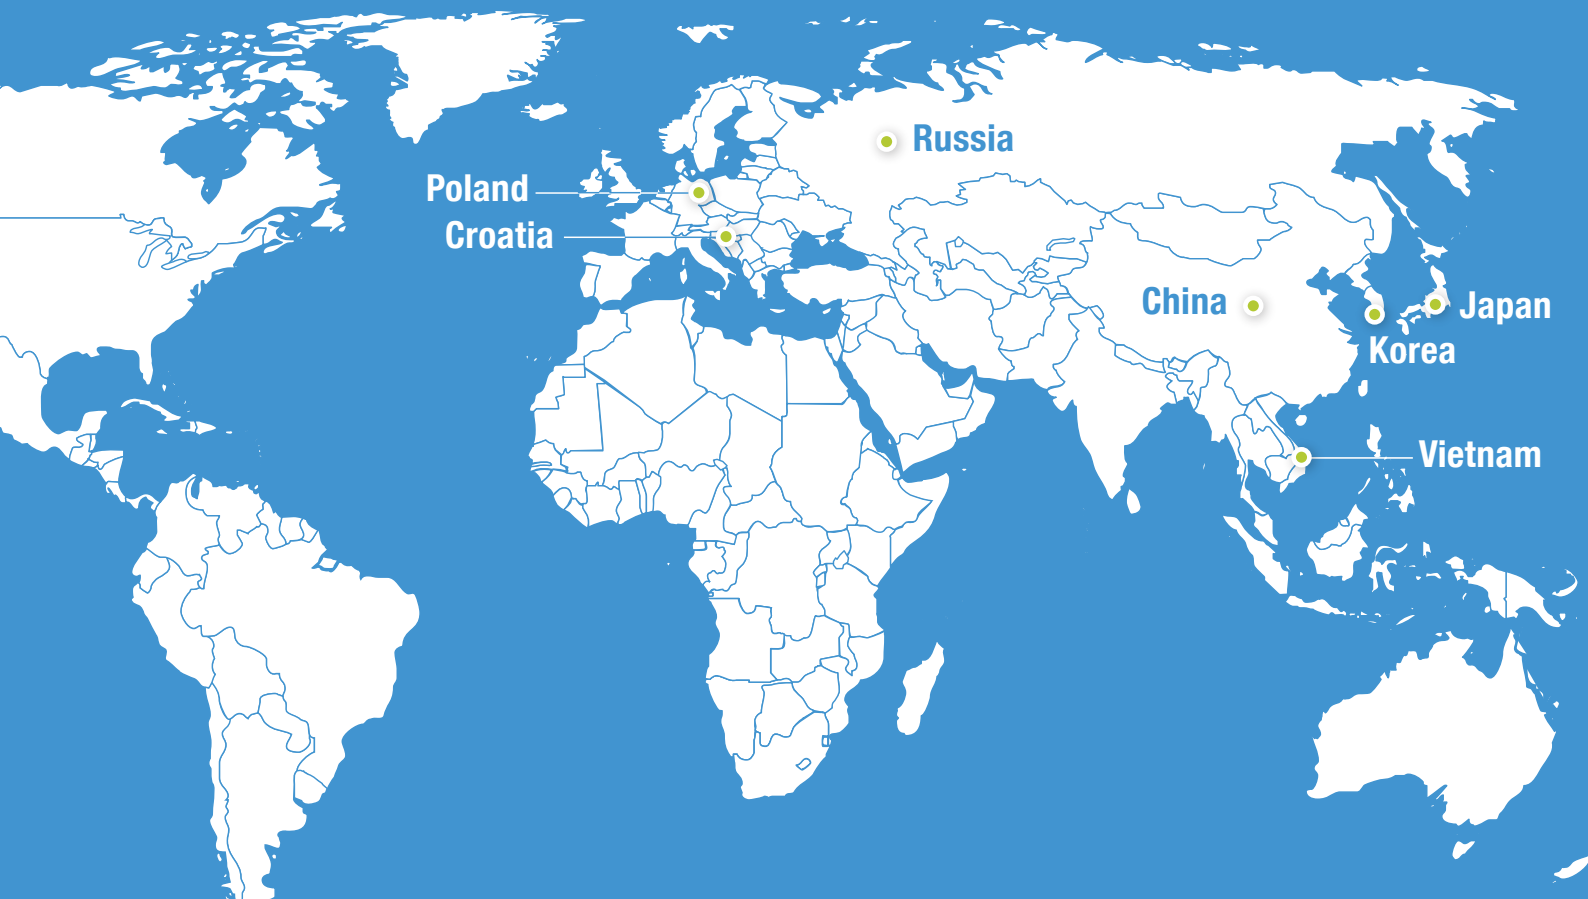 Russia
Poland
Croatia
China
Japan
Korea
Vietnam